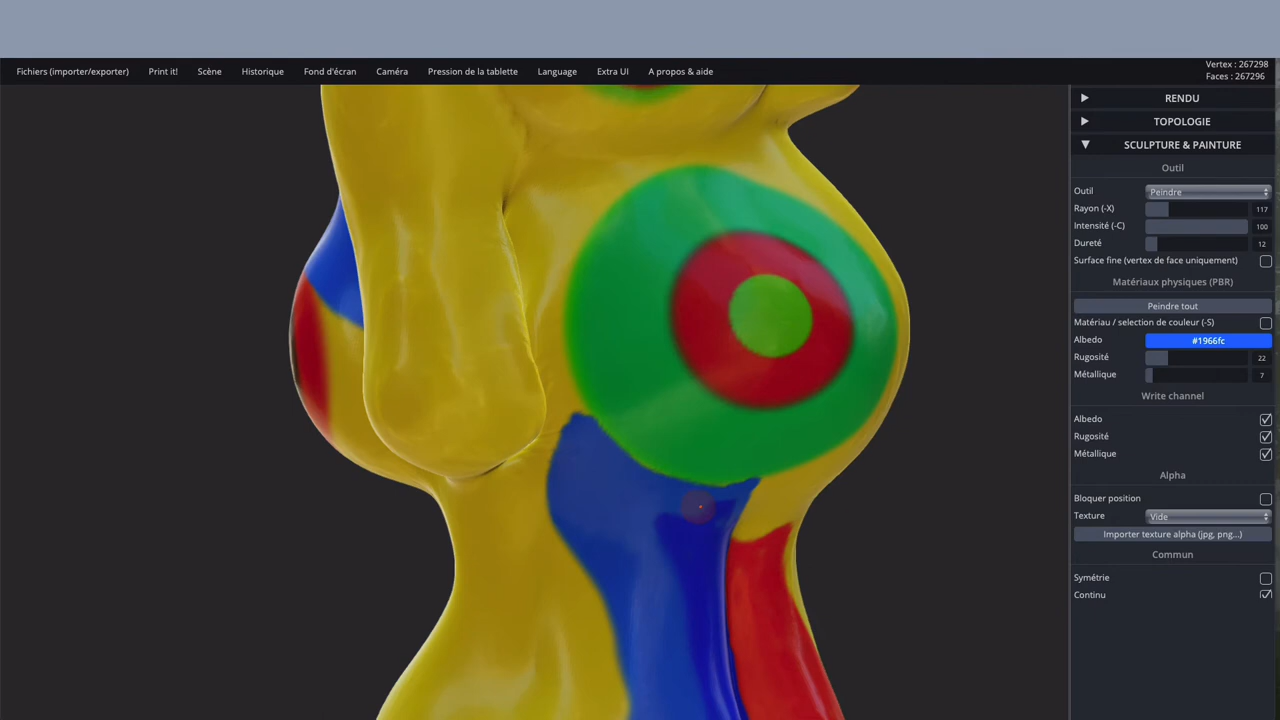 Fichiers (importer/exporter) Print it! Scène Historique Fond d'écran Caméra Pression de la tablette Language Extra UI A propos & aide
Vertex : 267298
Faces : 267296
RENDU
TOPOLOGIE
SCULPTURE & PAINTURE
Outil
Outil Peindre
Rayon (-X) 117
Intensité (-C) 100
Dureté 12
Surface fine (vertex de face uniquement)
Matériaux physiques (PBR)
Peindre tout
Matériau / selection de couleur (-S)
Albedo #1966fc
Rugosité 22
Métallique 7
Write channel
Albedo
Rugosité
Métallique
Alpha
Bloquer position
Texture Vide
Importer texture alpha (jpg, png...)
Commun
Symétrie
Continu